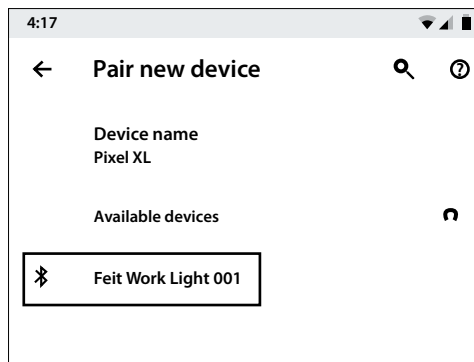 4:17
Pair new device
Device name
Pixel XL
Available devices
Feit Work Light 001